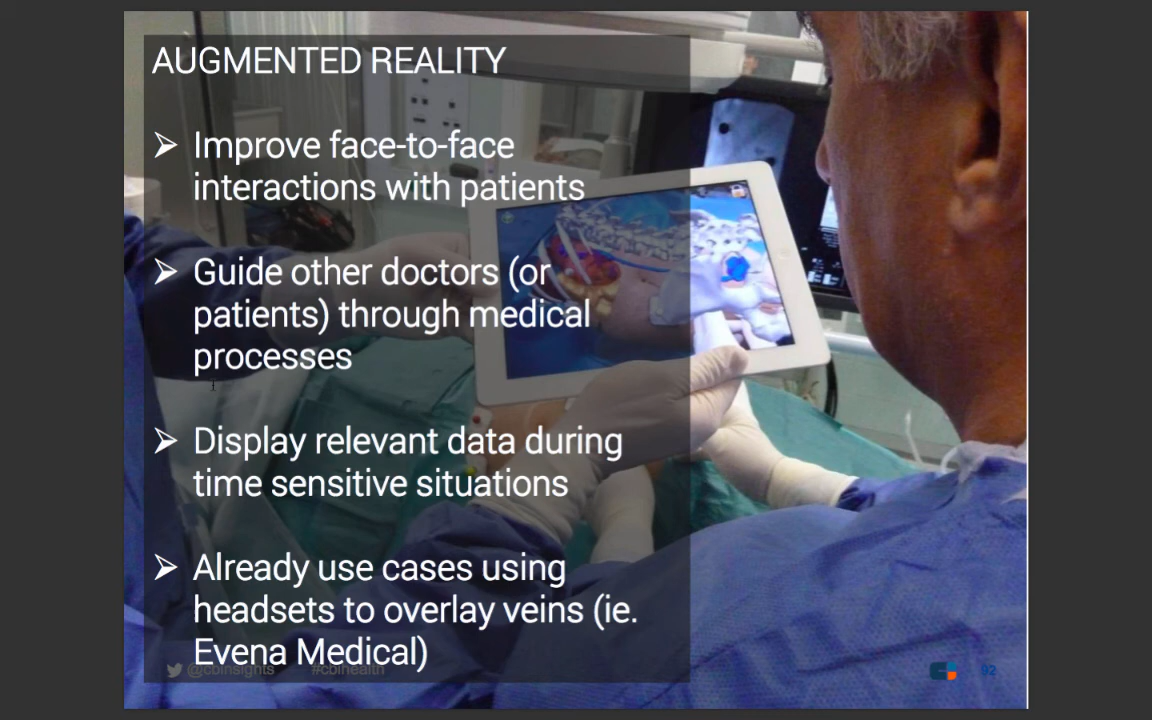 AUGMENTED REALITY
➢ Improve face-to-face
interactions with patients
➢ Guide other doctors (or
patients) through medical
processes
➢ Display relevant data during
time sensitive situations
➢ Already use cases using
headsets to overlay veins (ie.
Evena Medical)
@cbinsights #cbihealth
92